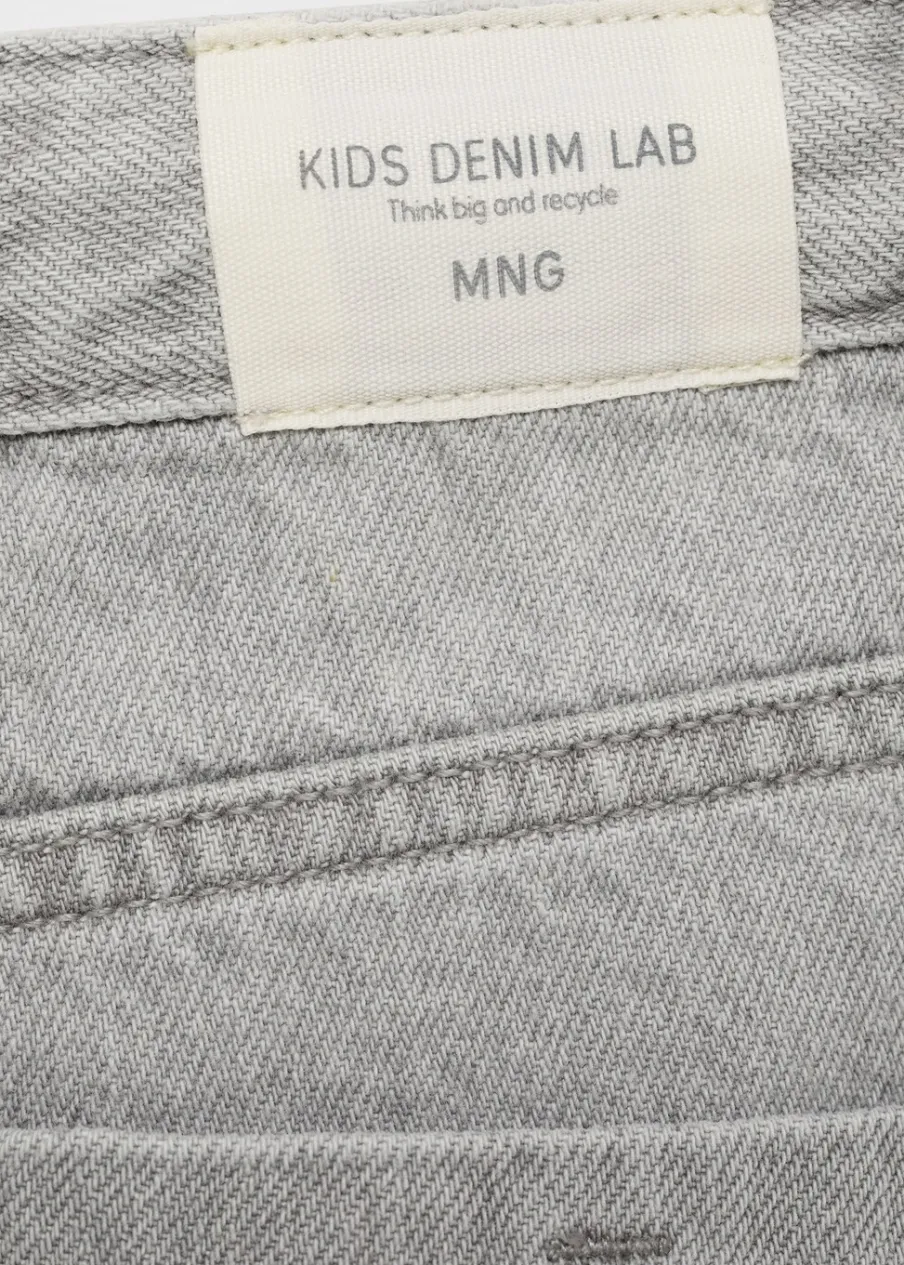 KIDS DENIM LAB
Think big and recycle
MNG